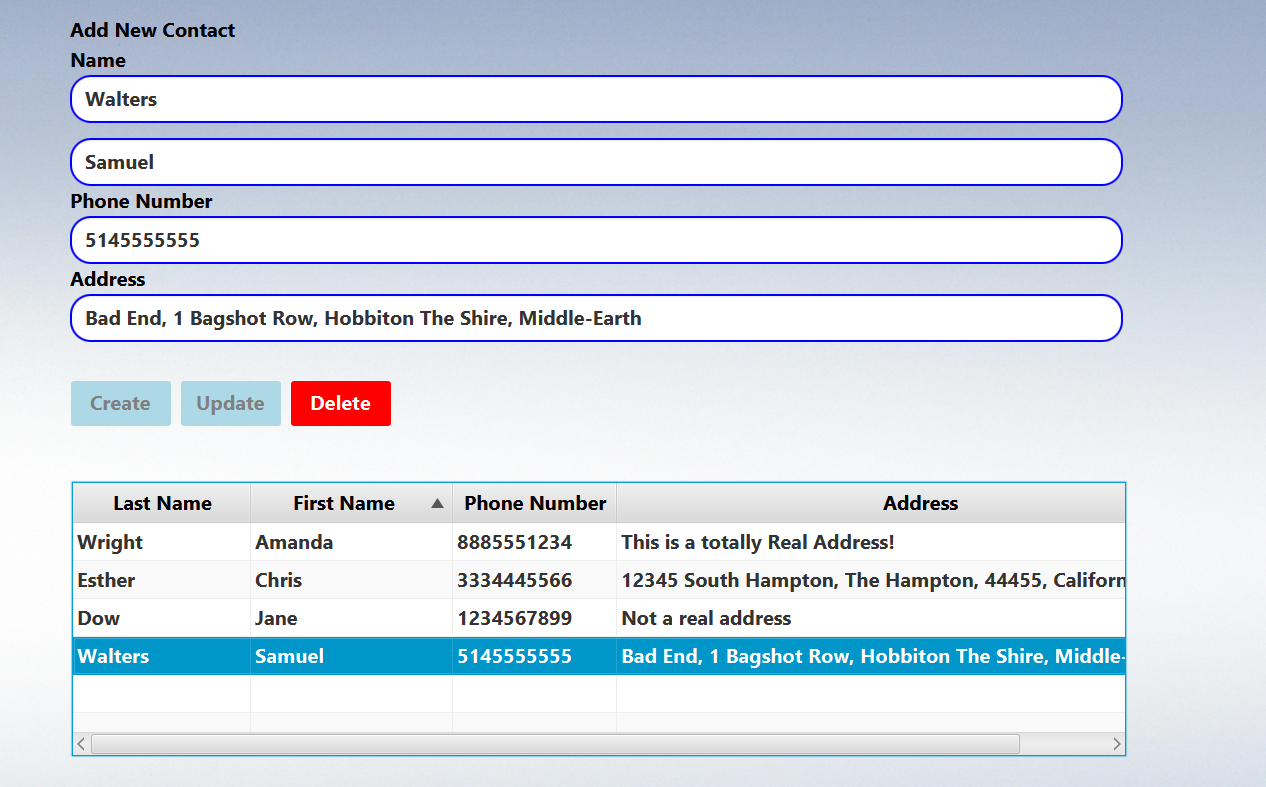 Add New Contact
Name
Walters
Samuel
Phone Number
5145555555
Address
Bad End, 1 Bagshot Row, Hobbiton The Shire, Middle-Earth
Create Update Delete
Last Name First Name Phone Number Address
Wright Amanda 8885551234 This is a totally Real Address!
Esther Chris 3334445566 12345 South Hampton, The Hampton, 44455, Californ
Dow Jane 1234567899 Not a real address
Walters Samuel 5145555555 Bad End, 1 Bagshot Row, Hobbiton The Shire, Middle-